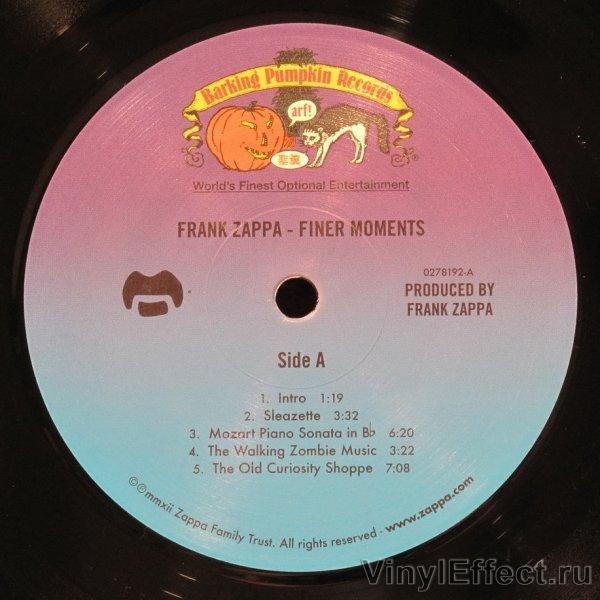 Barking Pumpkin Records
arf!
World's Finest Optional Entertainment
FRANK ZAPPA - FINER MOMENTS
0278192-A
PRODUCED BY
FRANK ZAPPA
Side A
1. Intro 1:19
2. Sleazette 3:32
3. Mozart Piano Sonata in B♭ 6:20
4. The Walking Zombie Music 3:22
5. The Old Curiosity Shoppe 7:08
©℗mmxii Zappa Family Trust. All rights reserved - www.zappa.com
VinylEffect.ru